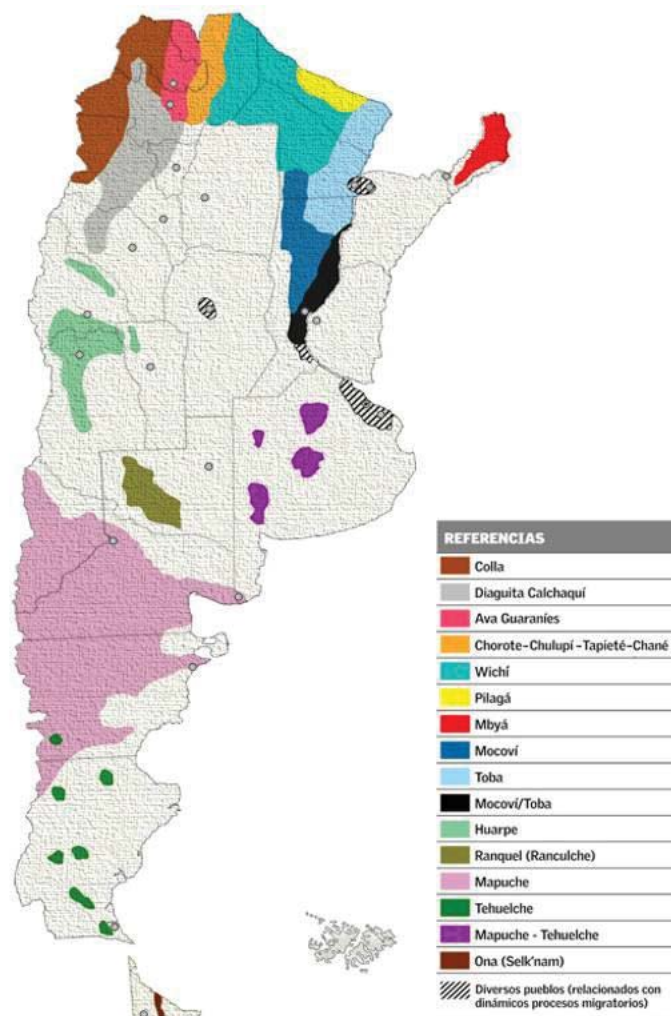 REFERENCIAS
Colla
Diaguita Calchaquí
Ava Guaraníes
Chorote-Chulupí-Tapieté-Chané
Wichí
Pilagá
Mbyá
Mocoví
Toba
Mocoví/Toba
Huarpe
Ranquel (Ranculche)
Mapuche
Tehuelche
Mapuche - Tehuelche
Ona (Selk'nam)
Diversos pueblos (relacionados con
dinámicos procesos migratorios)